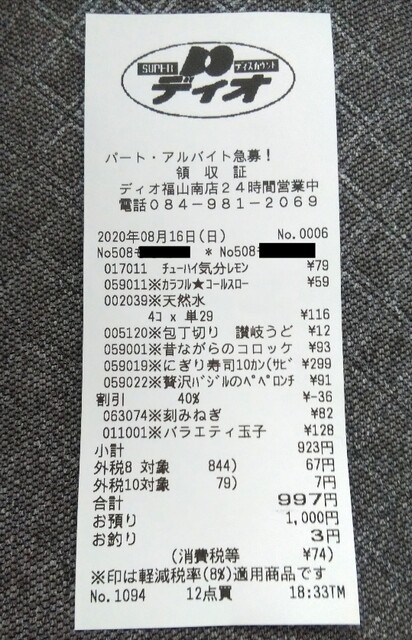 SUPER ディスカウント
ディオ
パート・アルバイト急募！
領収証
ディオ福山南店２４時間営業中
電話０８４－９８１－２０６９
2020年08月16日(日) No.0006
No508 * No508
017011 チューハイ気分レモン ¥79
059011※カラフル★コールスロー ¥59
002039※天然水
4コ x 単29 ¥116
005120※包丁切り 讃岐うど ¥12
059001※昔ながらのコロッケ ¥93
059019※にぎり寿司10カン(サビ ¥299
059022※贅沢バジルのペペロンチ ¥91
割引 40% ¥-36
063074※刻みねぎ ¥82
011001※バラエティ玉子 ¥128
小計 923円
外税8 対象 844) 67円
外税10対象 79) 7円
合計 997円
お預り 1,000円
お釣り 3円
(消費税等 ¥74)
※印は軽減税率(8%)適用商品です
No.1094 12点買 18:33TM